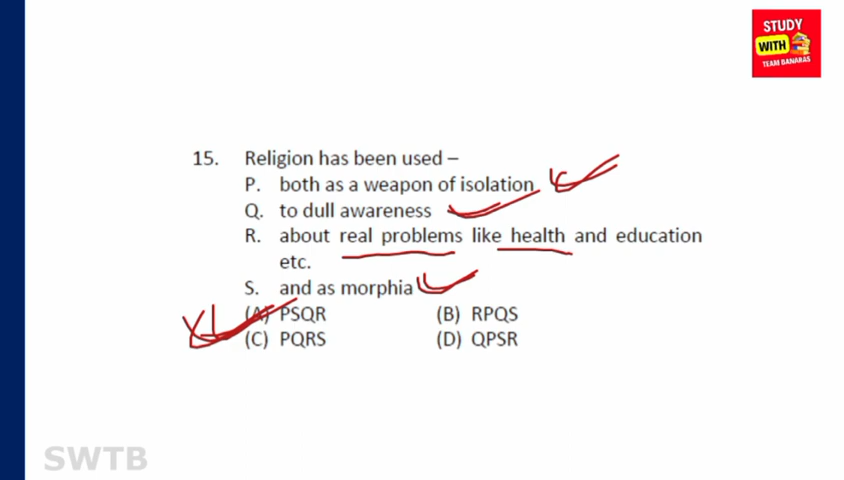 STUDY
WITH
TEAM BANARAS
15. Religion has been used –
P. both as a weapon of isolation
Q. to dull awareness
R. about real problems like health and education
etc.
S. and as morphia
(A) PSQR (B) RPQS
(C) PQRS (D) QPSR
SWTB